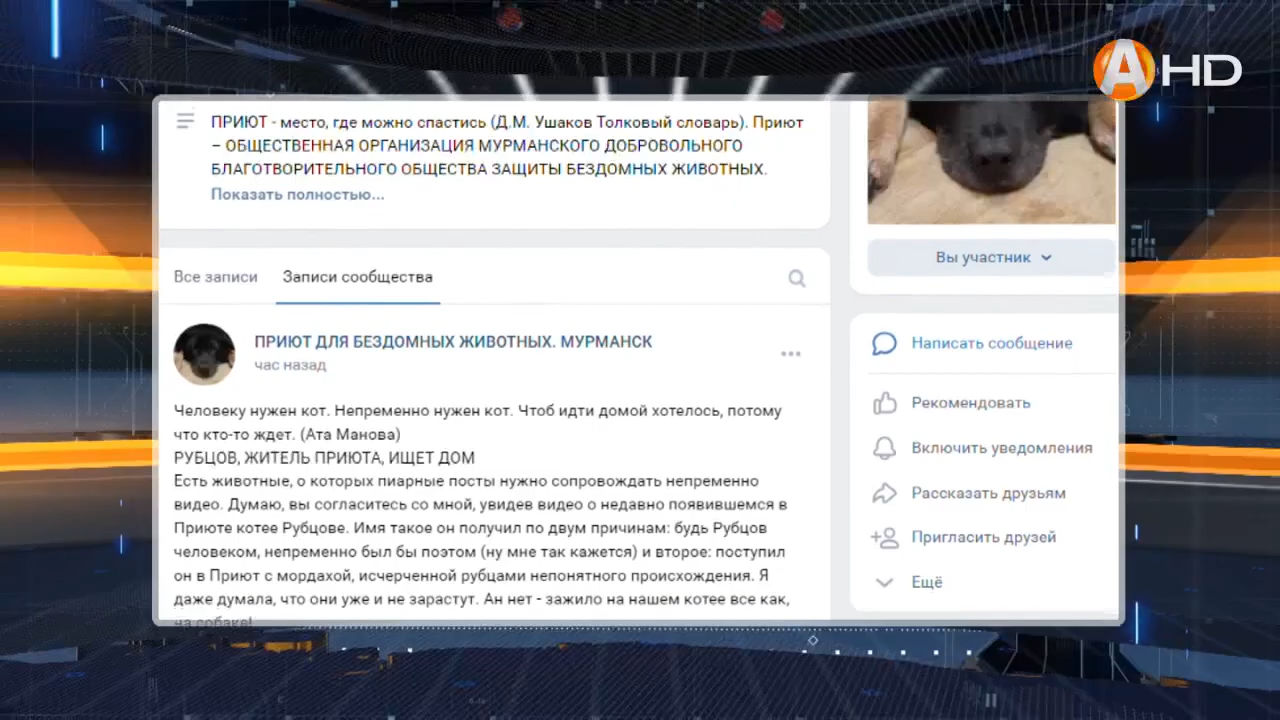 AHD
ПРИЮТ - место, где можно спастись (Д.М. Ушаков Толковый словарь). Приют
– ОБЩЕСТВЕННАЯ ОРГАНИЗАЦИЯ МУРМАНСКОГО ДОБРОВОЛЬНОГО
БЛАГОТВОРИТЕЛЬНОГО ОБЩЕСТВА ЗАЩИТЫ БЕЗДОМНЫХ ЖИВОТНЫХ.
Показать полностью...
Все записи Записи сообщества
ПРИЮТ ДЛЯ БЕЗДОМНЫХ ЖИВОТНЫХ. МУРМАНСК
час назад
Человеку нужен кот. Непременно нужен кот. Чтоб идти домой хотелось, потому
что кто-то ждет. (Ата Манова)
РУБЦОВ, ЖИТЕЛЬ ПРИЮТА, ИЩЕТ ДОМ
Есть животные, о которых пиарные посты нужно сопровождать непременно
видео. Думаю, вы согласитесь со мной, увидев видео о недавно появившемся в
Приюте котее Рубцове. Имя такое он получил по двум причинам: будь Рубцов
человеком, непременно был бы поэтом (ну мне так кажется) и второе: поступил
он в Приют с мордахой, исчерченной рубцами непонятного происхождения. Я
даже думала, что они уже и не зарастут. Ан нет - зажило на нашем котее все как,
на собаке!
Вы участник
Написать сообщение
Рекомендовать
Включить уведомления
Рассказать друзьям
Пригласить друзей
Ещё